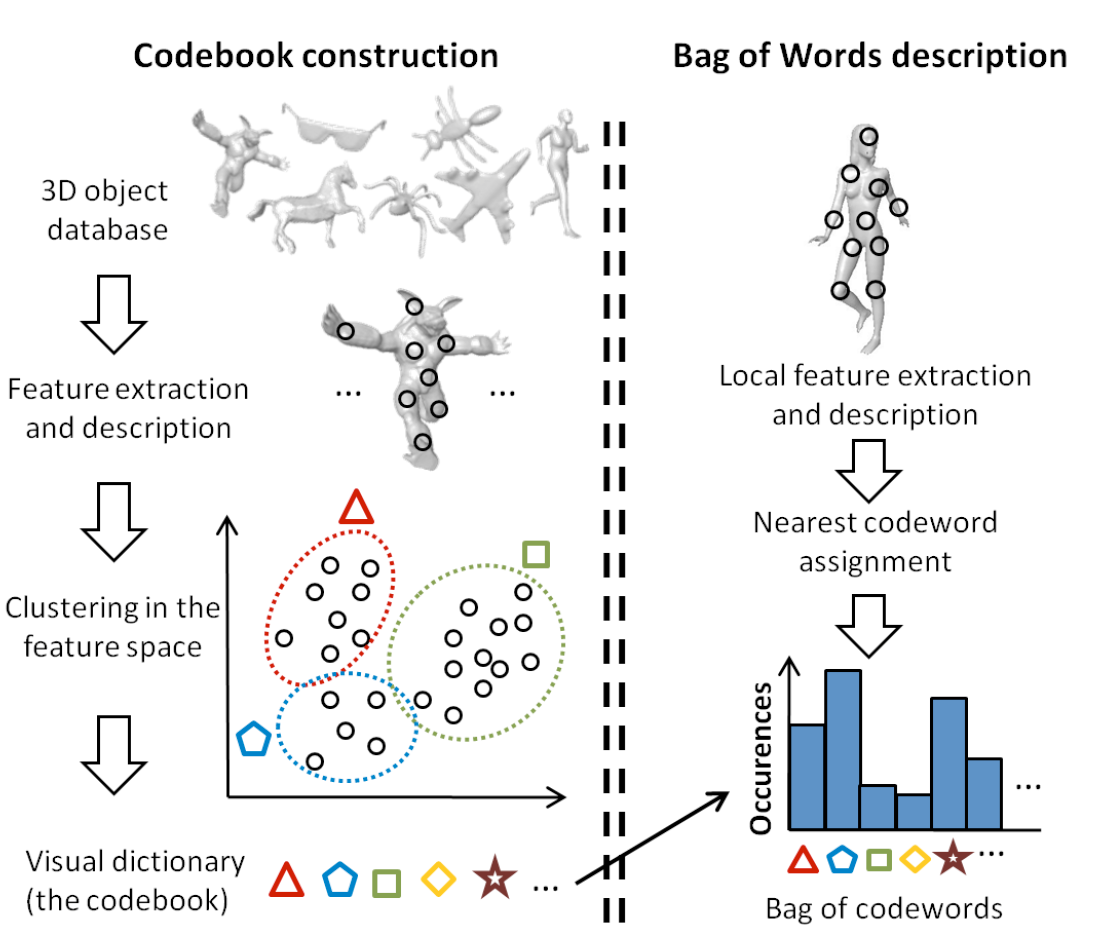 Codebook construction
3D object
database
Feature extraction
and description
...
...
Clustering in the
feature space
Visual dictionary
(the codebook)
...
Bag of Words description
Local feature extraction
and description
Nearest codeword
assignment
Occurences
...
...
Bag of codewords